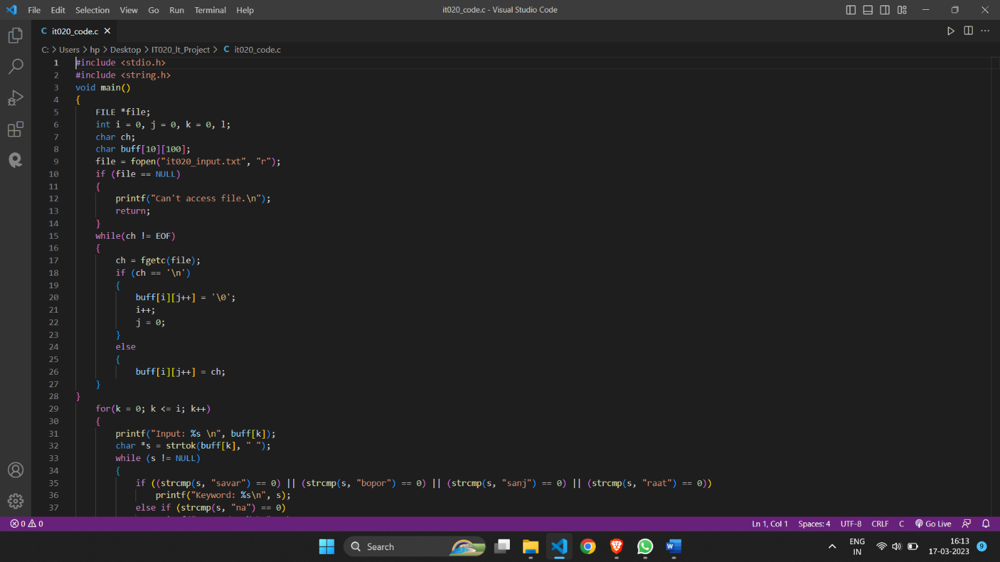 File Edit Selection View Go Run Terminal Help it020_code.c - Visual Studio Code
C it020_code.c
C: > Users > hp > Desktop > IT020_lt_Project > C it020_code.c
1 #include <stdio.h>
2 #include <string.h>
3 void main()
4 {
5 FILE *file;
6 int i = 0, j = 0, k = 0, l;
7 char ch;
8 char buff[10][100];
9 file = fopen("it020_input.txt", "r");
10 if (file == NULL)
11 {
12 printf("Can't access file.\n");
13 return;
14 }
15 while(ch != EOF)
16 {
17 ch = fgetc(file);
18 if (ch == '\n')
19 {
20 buff[i][j++] = '\0';
21 i++;
22 j = 0;
23 }
24 else
25 {
26 buff[i][j++] = ch;
27 }
28 }
29 for(k = 0; k <= i; k++)
30 {
31 printf("Input: %s \n", buff[k]);
32 char *s = strtok(buff[k], " ");
33 while (s != NULL)
34 {
35 if ((strcmp(s, "savar") == 0) || (strcmp(s, "bopor") == 0) || (strcmp(s, "sanj") == 0) || (strcmp(s, "raat") == 0))
36 printf("Keyword: %s\n", s);
37 else if (strcmp(s, "na") == 0)
0 0 Ln 1, Col 1 Spaces: 4 UTF-8 CRLF C Go Live
Search ENG IN 16:13 17-03-2023 9